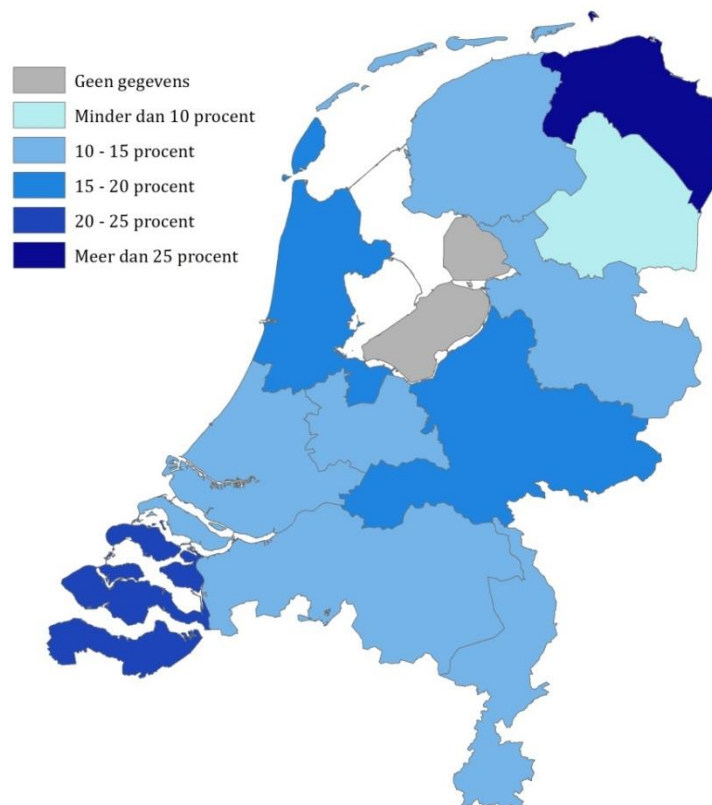 Geen gegevens
Minder dan 10 procent
10 - 15 procent
15 - 20 procent
20 - 25 procent
Meer dan 25 procent